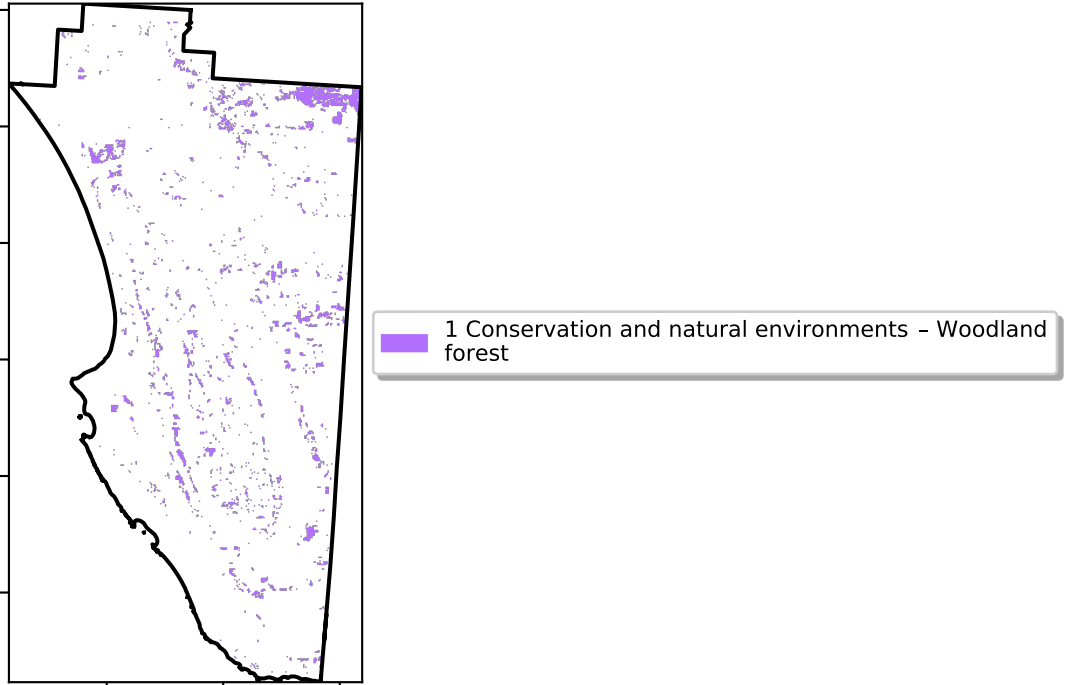 1 Conservation and natural environments – Woodland
forest